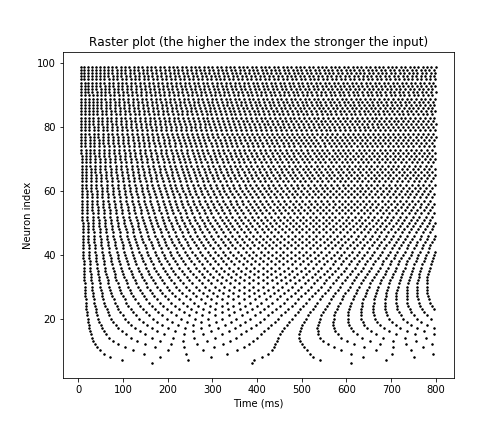 Raster plot (the higher the index the stronger the input)
100
80
60
40
20
Neuron index
0 100 200 300 400 500 600 700 800
Time (ms)